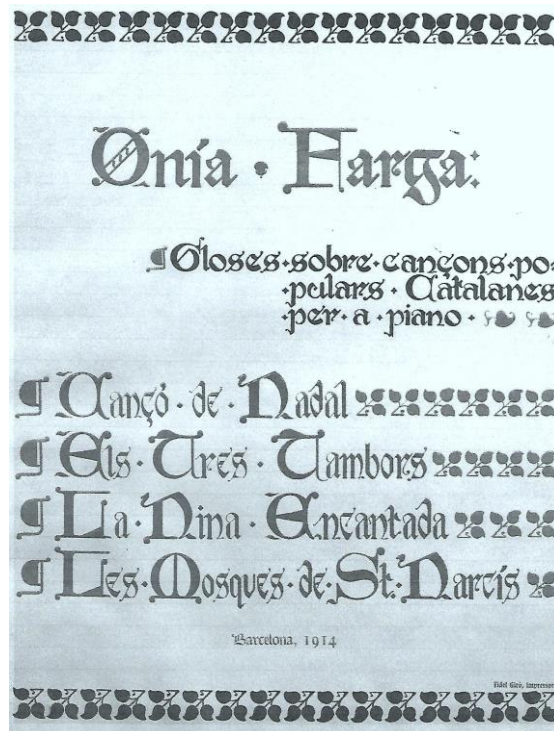 Onía · Farga:
¶ Gloses · sobre · cançons · po-
· pulars · Catalanes
· per · a · piano ·
¶ Cançó · de · Nadal
¶ Els · Tres · Tambors
¶ La · Nina · Encantada
¶ Les · Mosques · de · St. Narcís
Barcelona, 1914
Fidel Giró, impressor